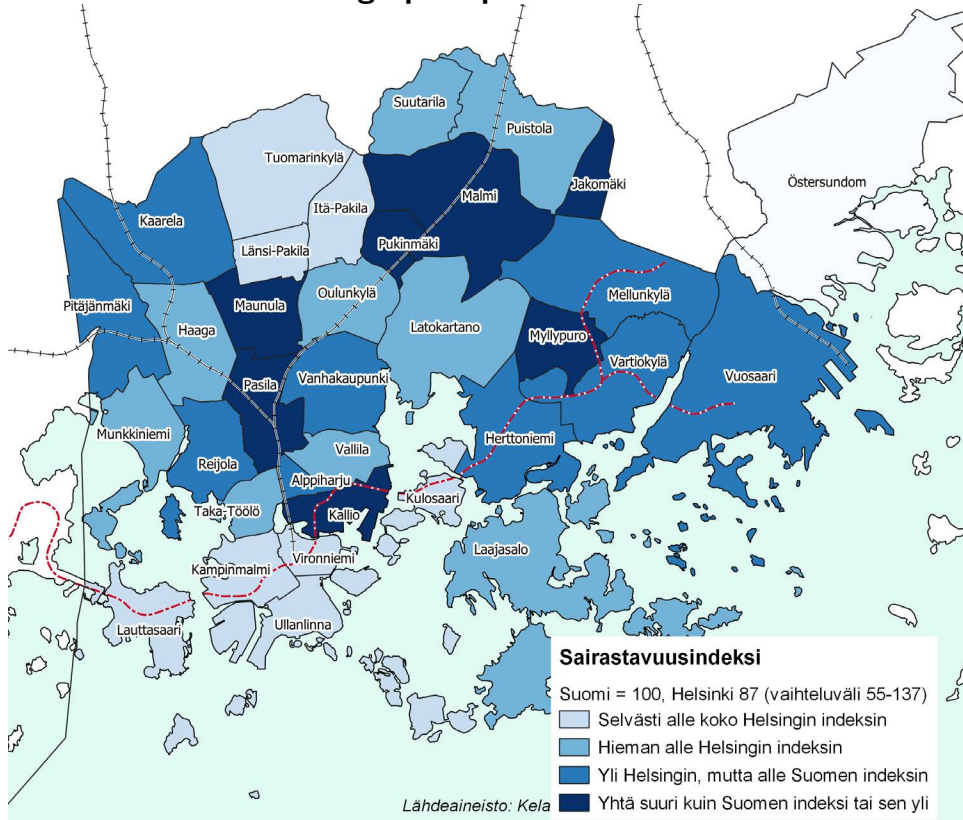 Suutarila
Puistola
Tuomarinkylä
Jakomäki
Malmi
Östersundom
Itä-Pakila
Kaarela
Länsi-Pakila
Pukinmäki
Oulunkylä
Mellunkylä
Maunula
Pitäjänmäki
Latokartano
Haaga
Myllypuro
Vartiokylä
Vanhakaupunki
Pasila
Vuosaari
Munkkiniemi
Vallila
Herttoniemi
Reijola
Alppiharju
Kulosaari
Taka-Töölö
Kallio
Laajasalo
Vironniemi
Kampinmalmi
Ullanlinna
Lauttasaari
Sairastavuusindeksi
Suomi = 100, Helsinki 87 (vaihteluväli 55-137)
Selvästi alle koko Helsingin indeksin
Hieman alle Helsingin indeksin
Yli Helsingin, mutta alle Suomen indeksin
Yhtä suuri kuin Suomen indeksi tai sen yli
Lähdeaineisto: Kela